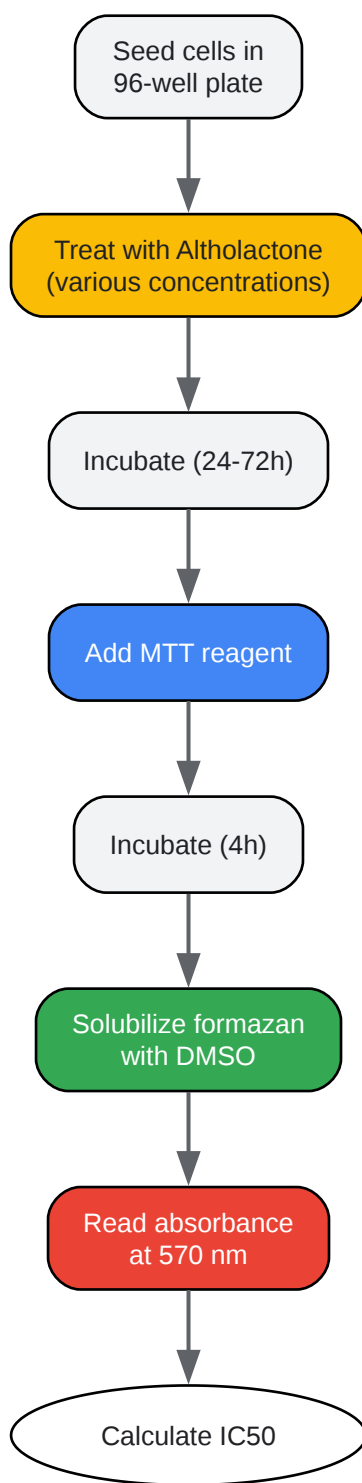 Seed cells in
96-well plate
Treat with Altholactone
(various concentrations)
Incubate (24-72h)
Add MTT reagent
Incubate (4h)
Solubilize formazan
with DMSO
Read absorbance
at 570 nm
Calculate IC50